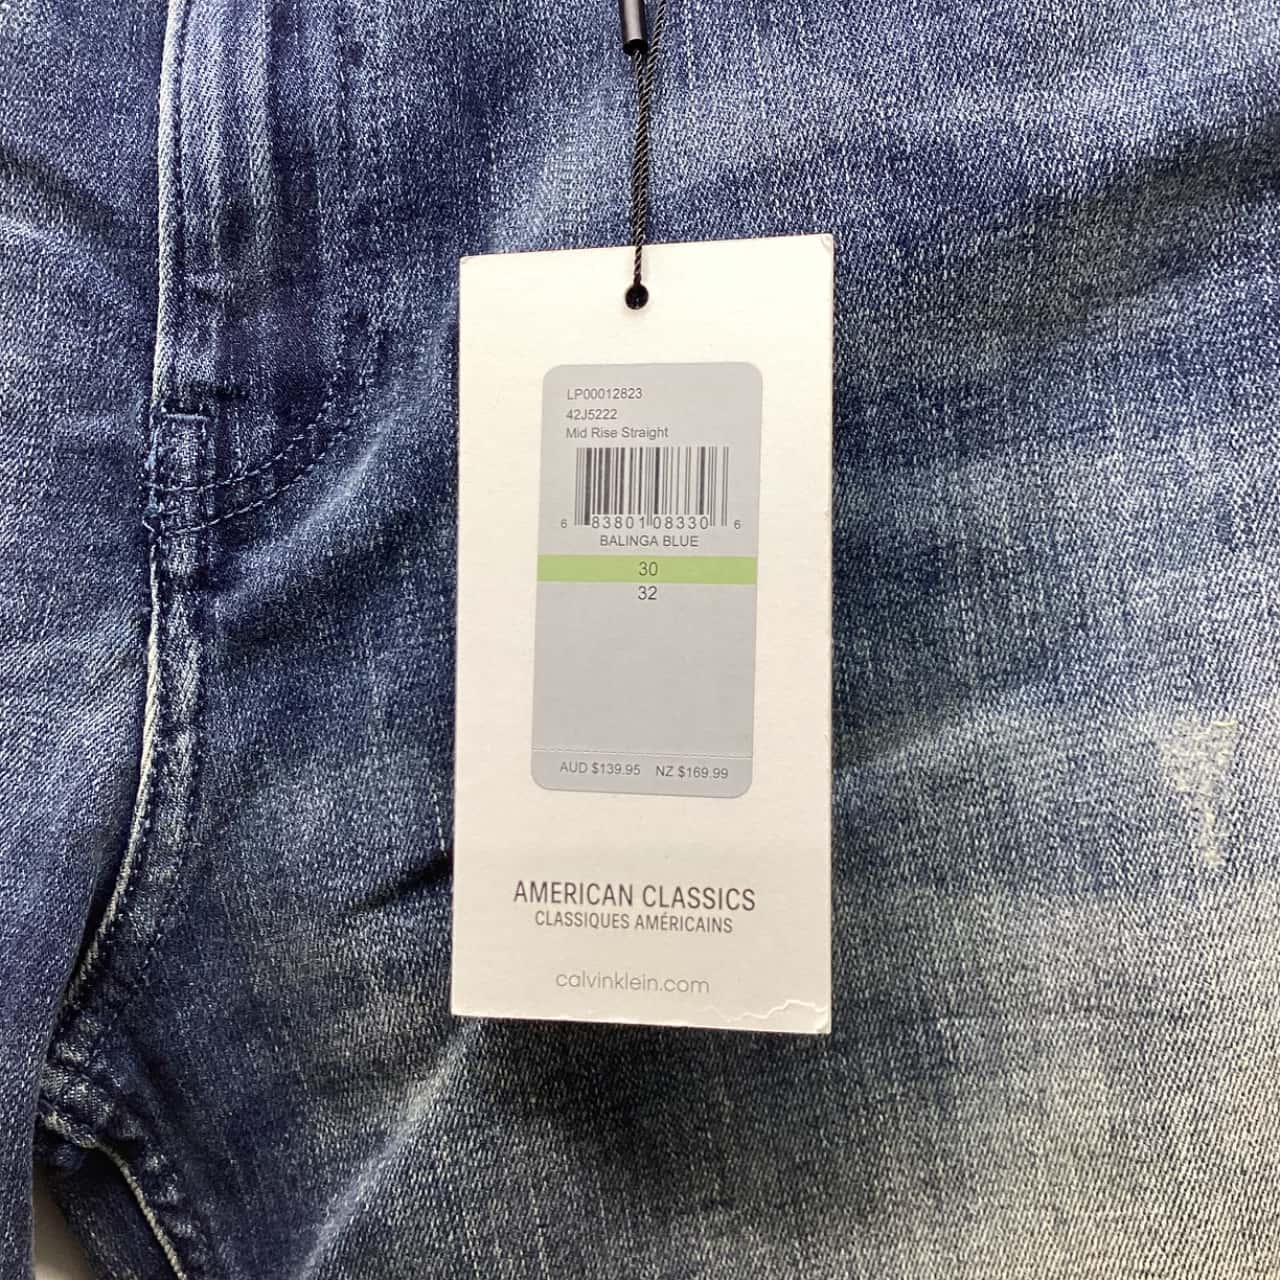 LP00012823
42J5222
Mid Rise Straight
6 83801 08330 6
BALINGA BLUE
30
32
AUD $139.95 NZ $169.99
AMERICAN CLASSICS
CLASSIQUES AMÉRICAINS
calvinklein.com